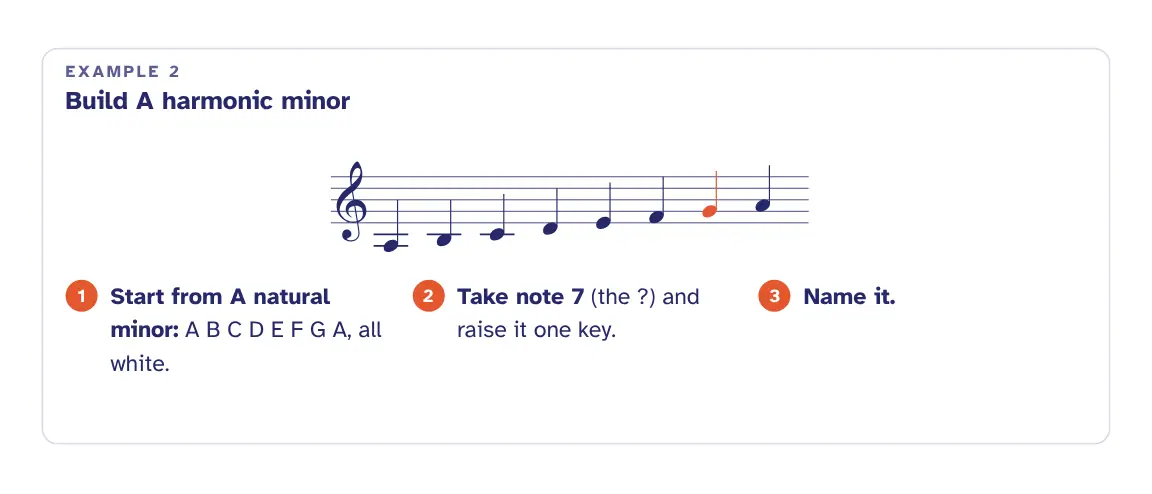 EXAMPLE 2
Build A harmonic minor
1 Start from A natural
minor: A B C D E F G A, all
white.
2 Take note 7 (the ?) and
raise it one key.
3 Name it.